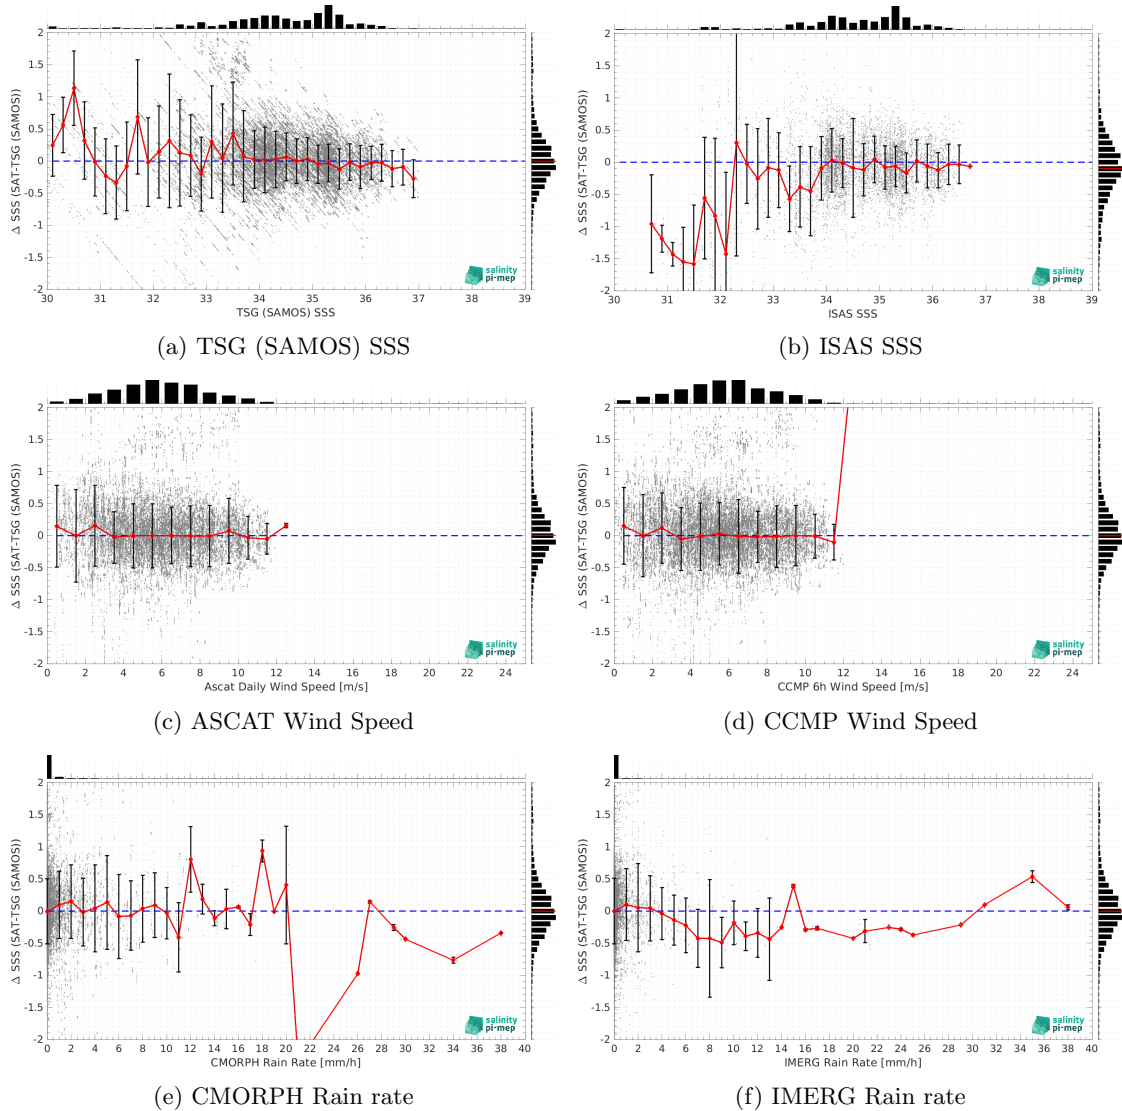 Δ SSS (SAT-TSG (SAMOS))
2
1.5
1
0.5
0
-0.5
-1
-1.5
-2
30 31 32 33 34 35 36 37 38 39
TSG (SAMOS) SSS
salinity
pi-mep
(a) TSG (SAMOS) SSS
Δ SSS (SAT-TSG (SAMOS))
2
1.5
1
0.5
0
-0.5
-1
-1.5
-2
30 31 32 33 34 35 36 37 38 39
ISAS SSS
salinity
pi-mep
(b) ISAS SSS
Δ SSS (SAT-TSG (SAMOS))
2
1.5
1
0.5
0
-0.5
-1
-1.5
-2
0 2 4 6 8 10 12 14 16 18 20 22 24
Ascat Daily Wind Speed [m/s]
salinity
pi-mep
(c) ASCAT Wind Speed
Δ SSS (SAT-TSG (SAMOS))
2
1.5
1
0.5
0
-0.5
-1
-1.5
-2
0 2 4 6 8 10 12 14 16 18 20 22 24
CCMP 6h Wind Speed [m/s]
salinity
pi-mep
(d) CCMP Wind Speed
Δ SSS (SAT-TSG (SAMOS))
2
1.5
1
0.5
0
-0.5
-1
-1.5
-2
0 2 4 6 8 10 12 14 16 18 20 22 24 26 28 30 32 34 36 38 40
CMORPH Rain Rate [mm/h]
salinity
pi-mep
(e) CMORPH Rain rate
Δ SSS (SAT-TSG (SAMOS))
2
1.5
1
0.5
0
-0.5
-1
-1.5
-2
0 2 4 6 8 10 12 14 16 18 20 22 24 26 28 30 32 34 36 38 40
IMERG Rain Rate [mm/h]
salinity
pi-mep
(f) IMERG Rain rate